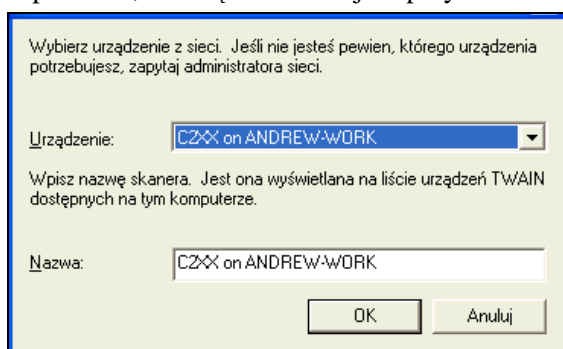 Wybierz urządzenie z sieci. Jeśli nie jesteś pewien, którego urządzenia
potrzebujesz, zapytaj administratora sieci.
Urządzenie: C2XX on ANDREW-WORK
Wpisz nazwę skanera. Jest ona wyświetlana na liście urządzeń TWAIN
dostępnych na tym komputerze.
Nazwa: C2XX on ANDREW-WORK
OK Anuluj